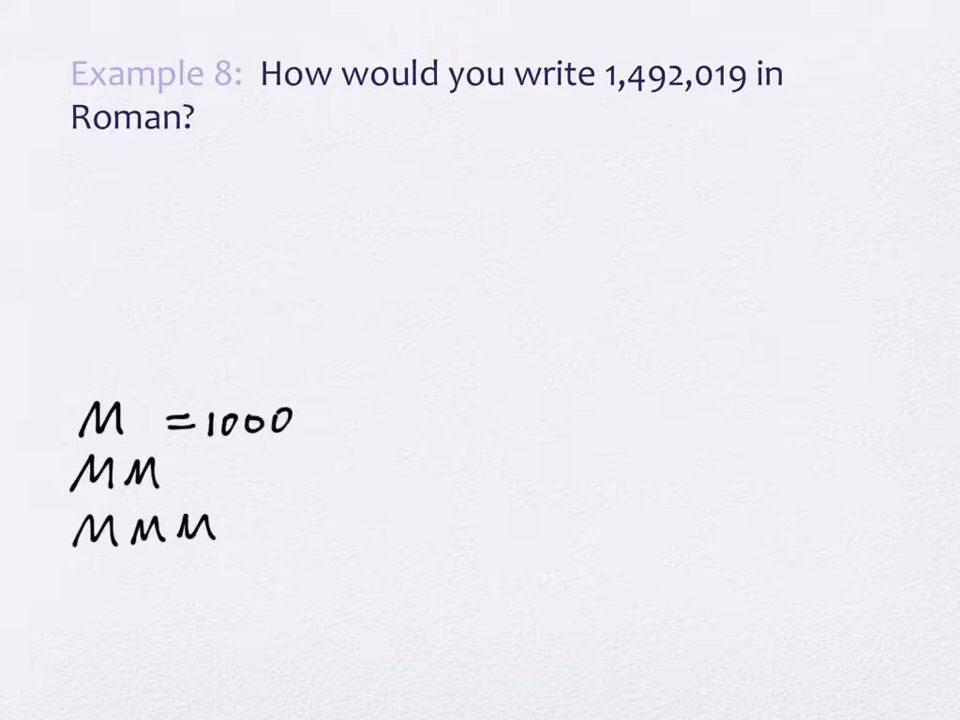 Example 8: How would you write 1,492,019 in
Roman?
M = 1000
MM
MMM